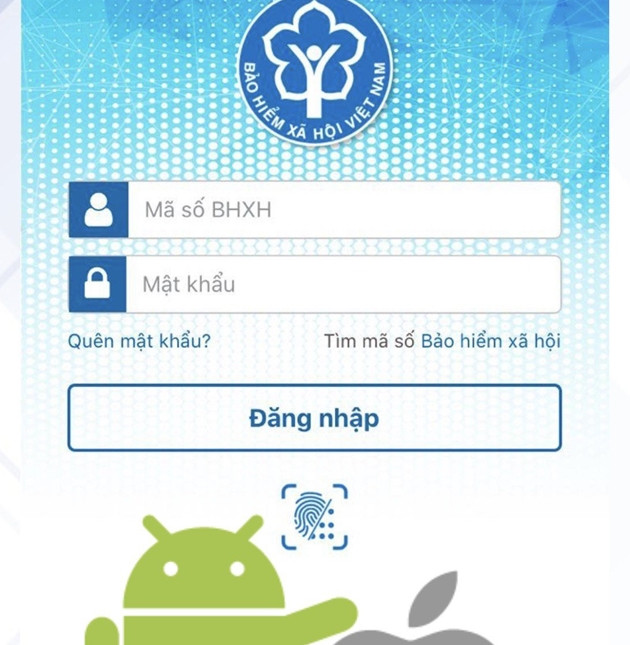 BẢO HIỂM XÃ HỘI VIỆT NAM
Mã số BHXH
Mật khẩu
Quên mật khẩu? Tìm mã số Bảo hiểm xã hội
Đăng nhập